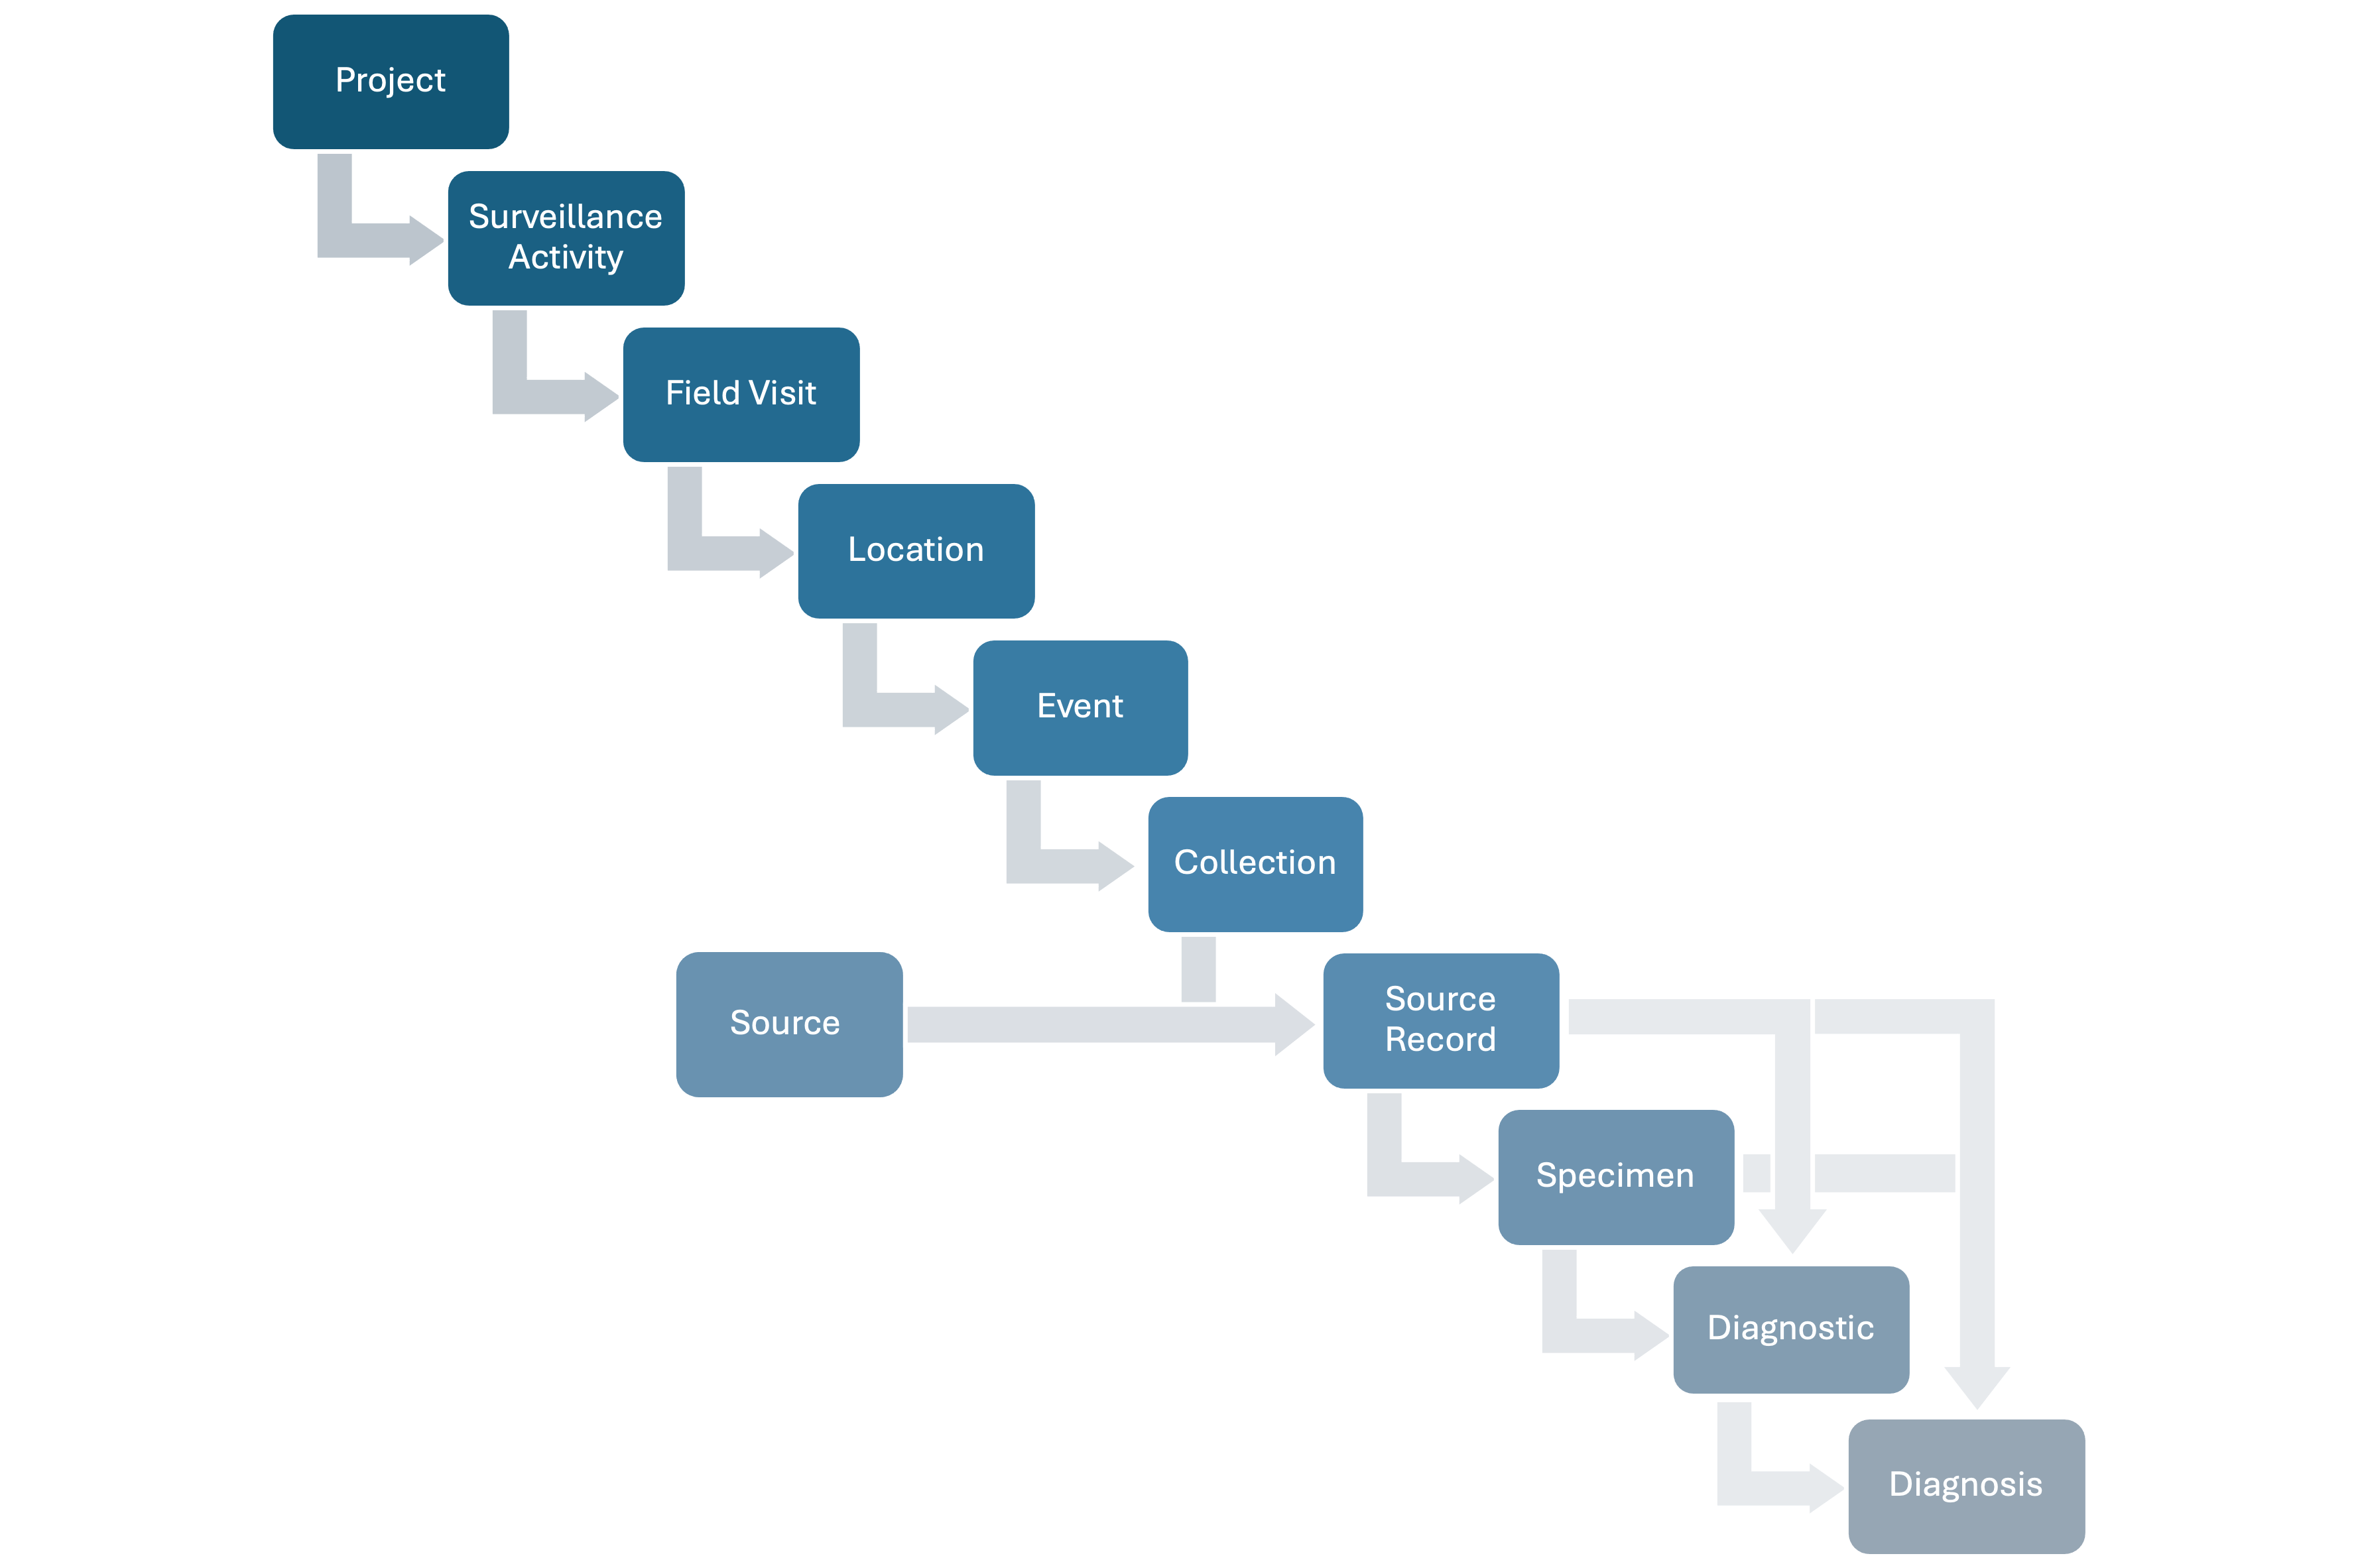 Project
Surveillance
Activity
Field Visit
Location
Event
Collection
Source
Source
Record
Specimen
Diagnostic
Diagnosis